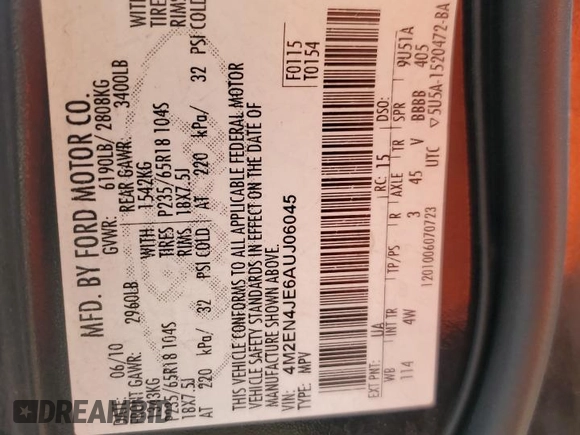 MFD. BY FORD MOTOR CO.
06/10 GVWR: 6190LB/2808KG
GAWR: 2960LB REAR GAWR: 3400LB
WITH 1542KG WITH
P235/65R18 104S TIRES P235/65R18 104S TIRES
18X7.5J RIMS 18X7.5J RIMS
AT 220 kPa/ 32 PSI COLD AT 220 kPa/ 32 PSI COLD
THIS VEHICLE CONFORMS TO ALL APPLICABLE FEDERAL MOTOR
VEHICLE SAFETY STANDARDS IN EFFECT ON THE DATE OF
MANUFACTURE SHOWN ABOVE.
F0115
T0154
VIN: 4M2EN4JE6AUJ06045
TYPE: MPV
EXT PNT: UA RC: 15 DSO:
WB INT TR TP/PS R AXLE TR SPR 9U51A
114 4W 3 45 V BBBB 405
1201006070723 UTC ▽5U5A-1520472-BA
DREAMBID